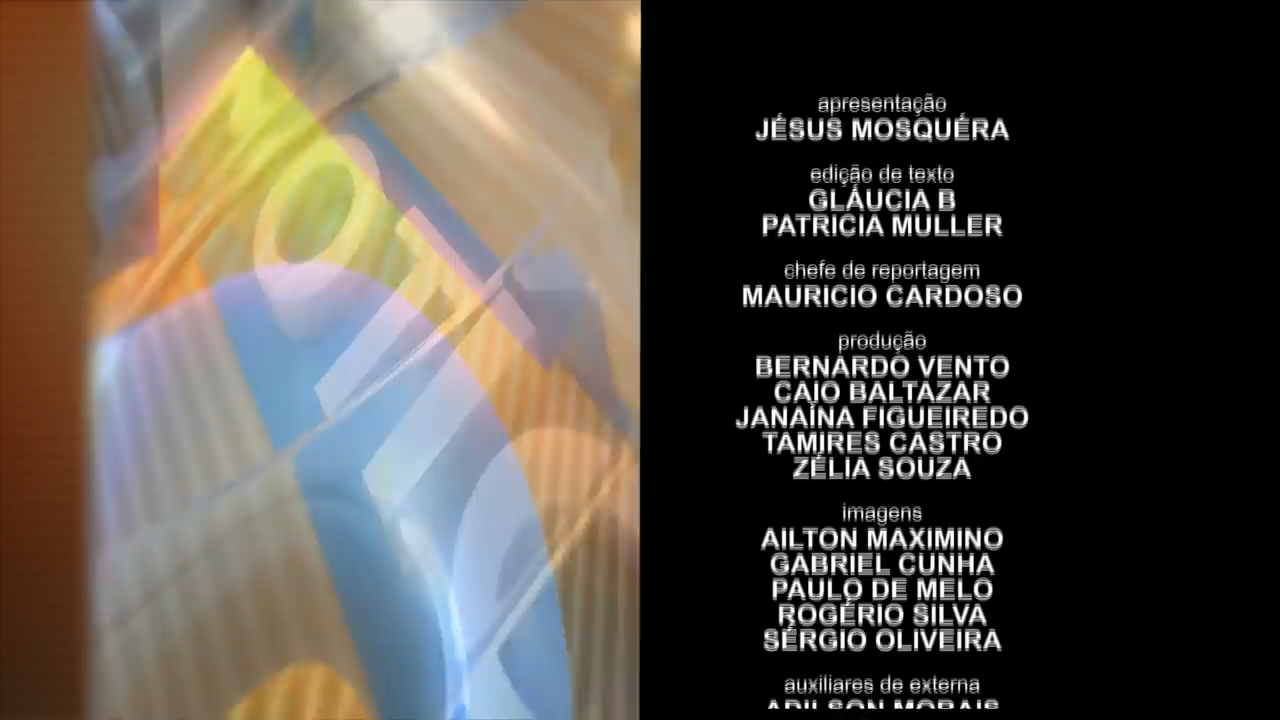 apresentação
JÉSUS MOSQUÉRA
edição de texto
GLÁUCIA B
PATRICIA MULLER
chefe de reportagem
MAURICIO CARDOSO
produção
BERNARDO VENTO
CAIO BALTAZAR
JANAÍNA FIGUEIREDO
TAMIRES CASTRO
ZÉLIA SOUZA
imagens
AILTON MAXIMINO
GABRIEL CUNHA
PAULO DE MELO
ROGÉRIO SILVA
SÉRGIO OLIVEIRA
auxiliares de externa
ADILSON MORAIS